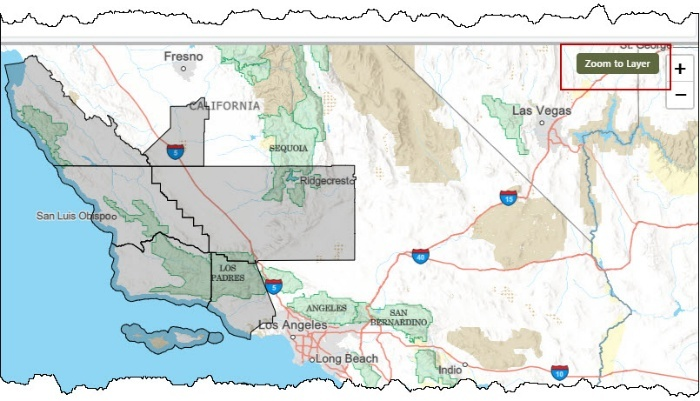 St. George
Zoom to Layer
+
−
Fresno
CALIFORNIA
Las Vegas
SEQUOIA
5
Ridgecrest
15
San Luis Obispo
40
LOS
PADRES
5
ANGELES
SAN
BERNARDINO
Los Angeles
Long Beach
Indio
10